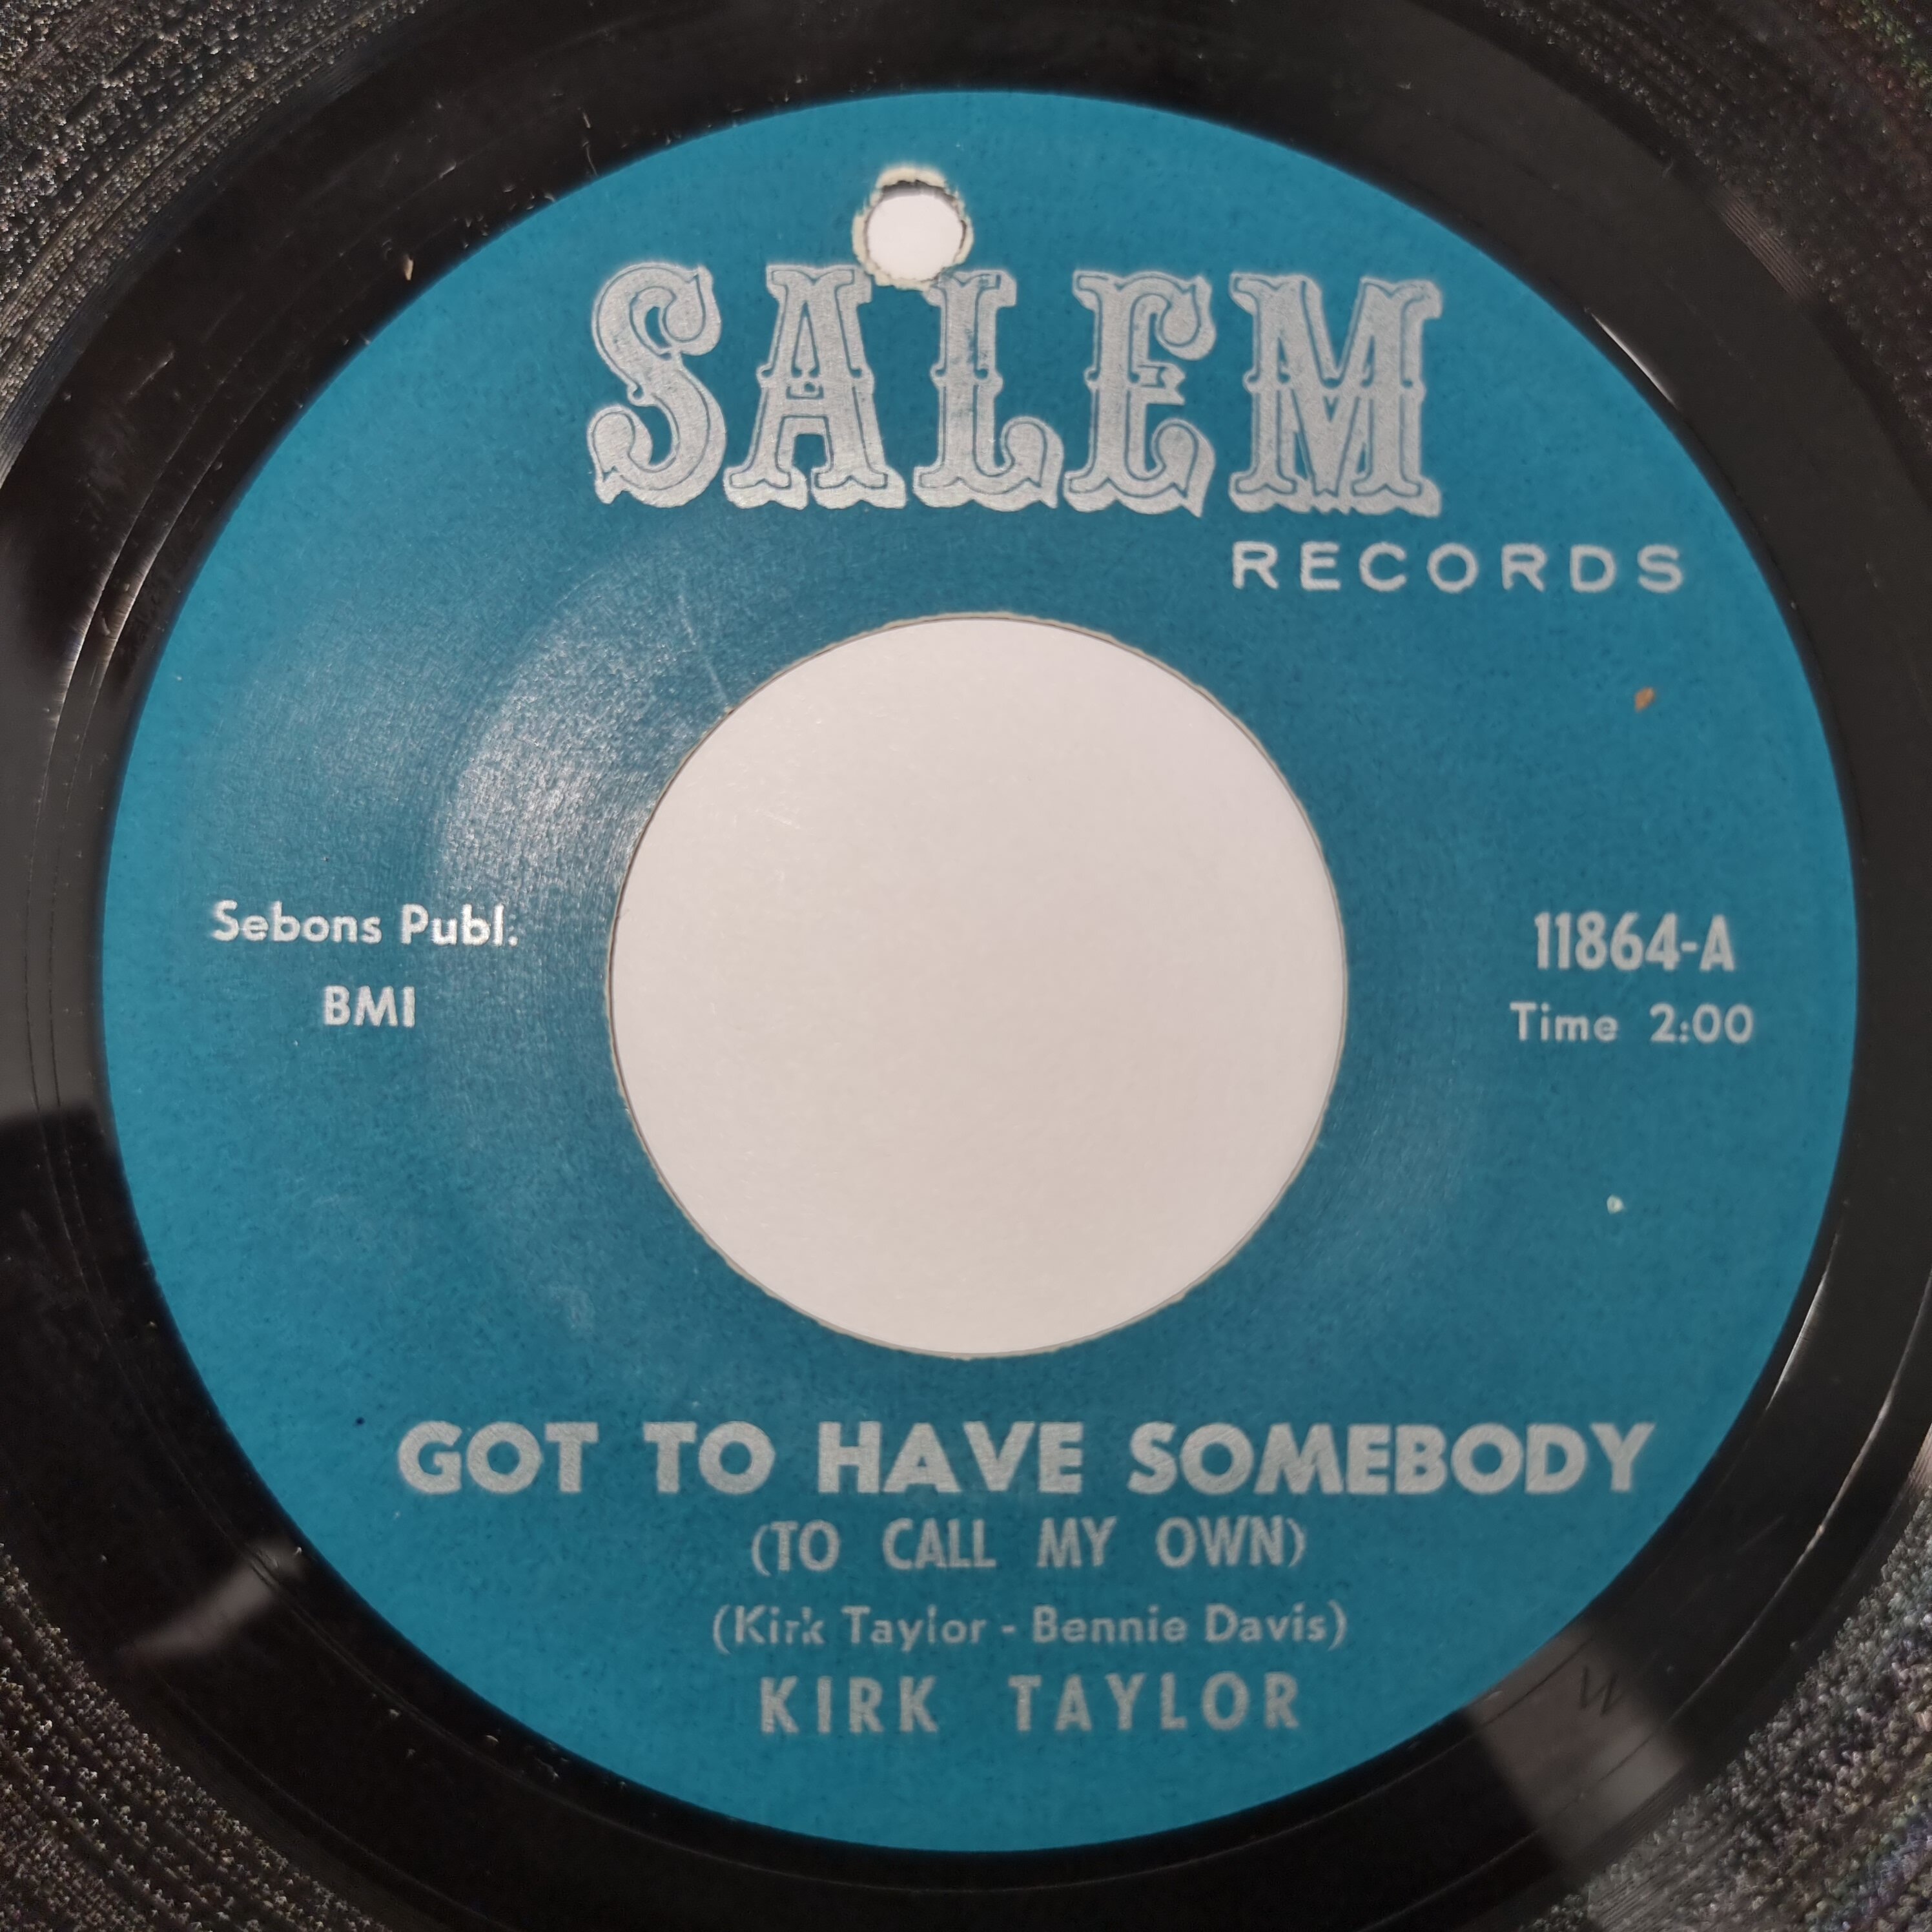 SALEM
RECORDS
Sebons Publ.
BMI
11864-A
Time 2:00
GOT TO HAVE SOMEBODY
(TO CALL MY OWN)
(Kirk Taylor - Bennie Davis)
KIRK TAYLOR
W